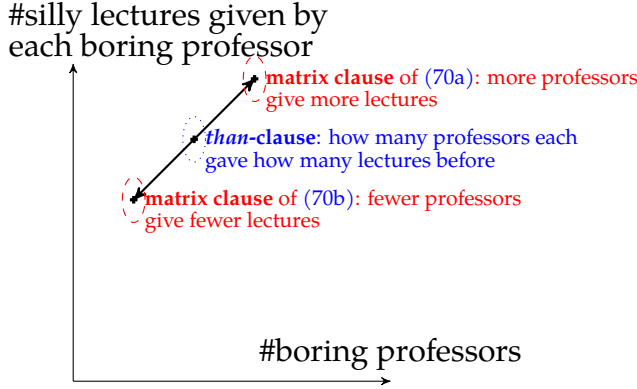 #silly lectures given by
each boring professor
matrix clause of (70a): more professors
give more lectures
than-clause: how many professors each
gave how many lectures before
matrix clause of (70b): fewer professors
give fewer lectures
#boring professors